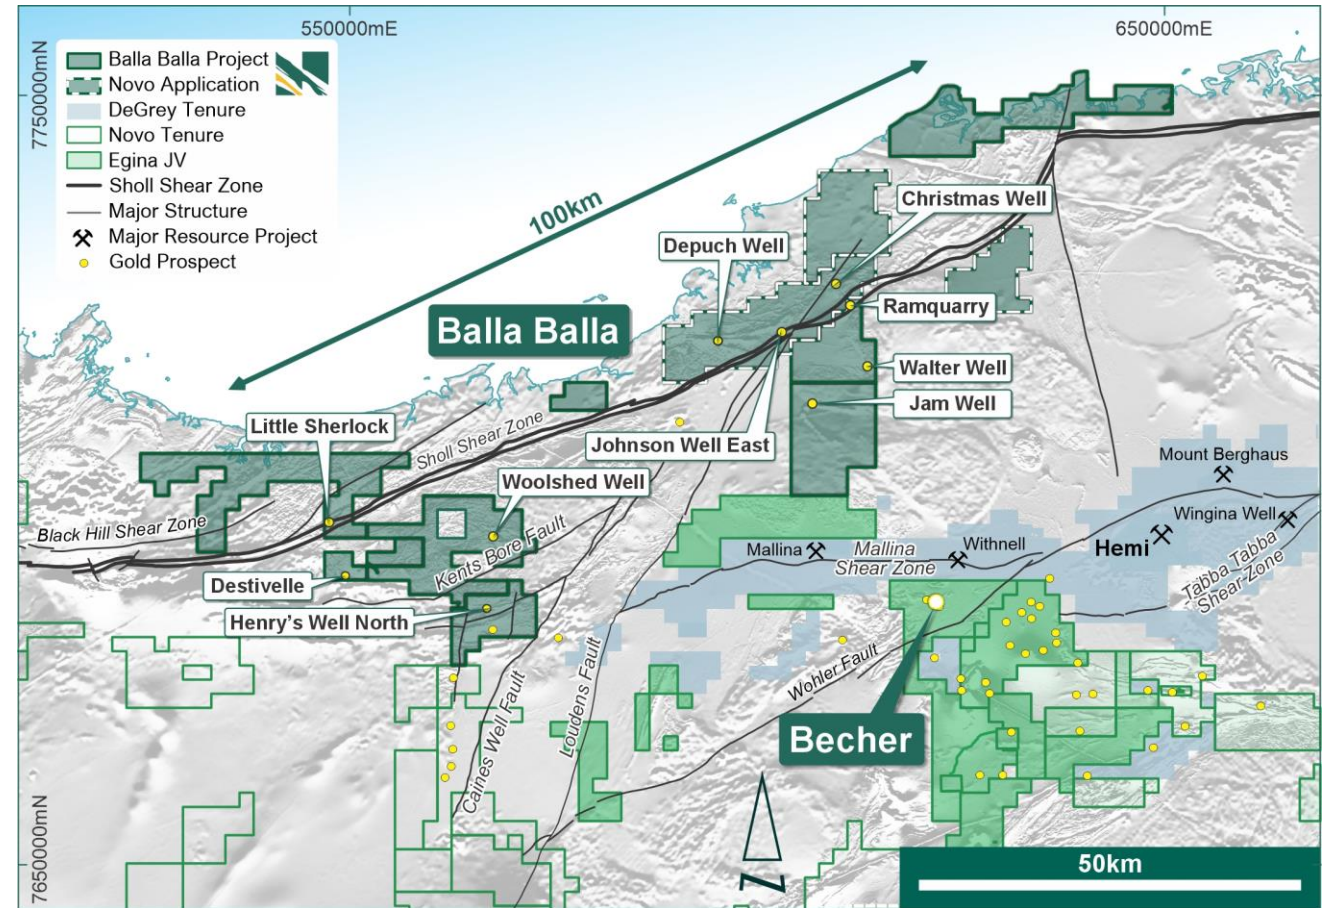 550000mE
650000mE
7750000mN
7650000mN
Balla Balla Project
Novo Application
DeGrey Tenure
Novo Tenure
Egina JV
Sholl Shear Zone
Major Structure
Major Resource Project
Gold Prospect
100km
Christmas Well
Depuch Well
Ramquarry
Balla Balla
Walter Well
Jam Well
Little Sherlock
Sholl Shear Zone
Johnson Well East
Woolshed Well
Mount Berghaus
Black Hill Shear Zone
Kents Bore Fault
Wingina Well
Hemi
Mallina
Mallina
Shear Zone
Withnell
Tabba Tabba
Shear Zone
Destivelle
Henry's Well North
Wohler Fault
Loudens Fault
Caines Well Fault
Becher
N
50km